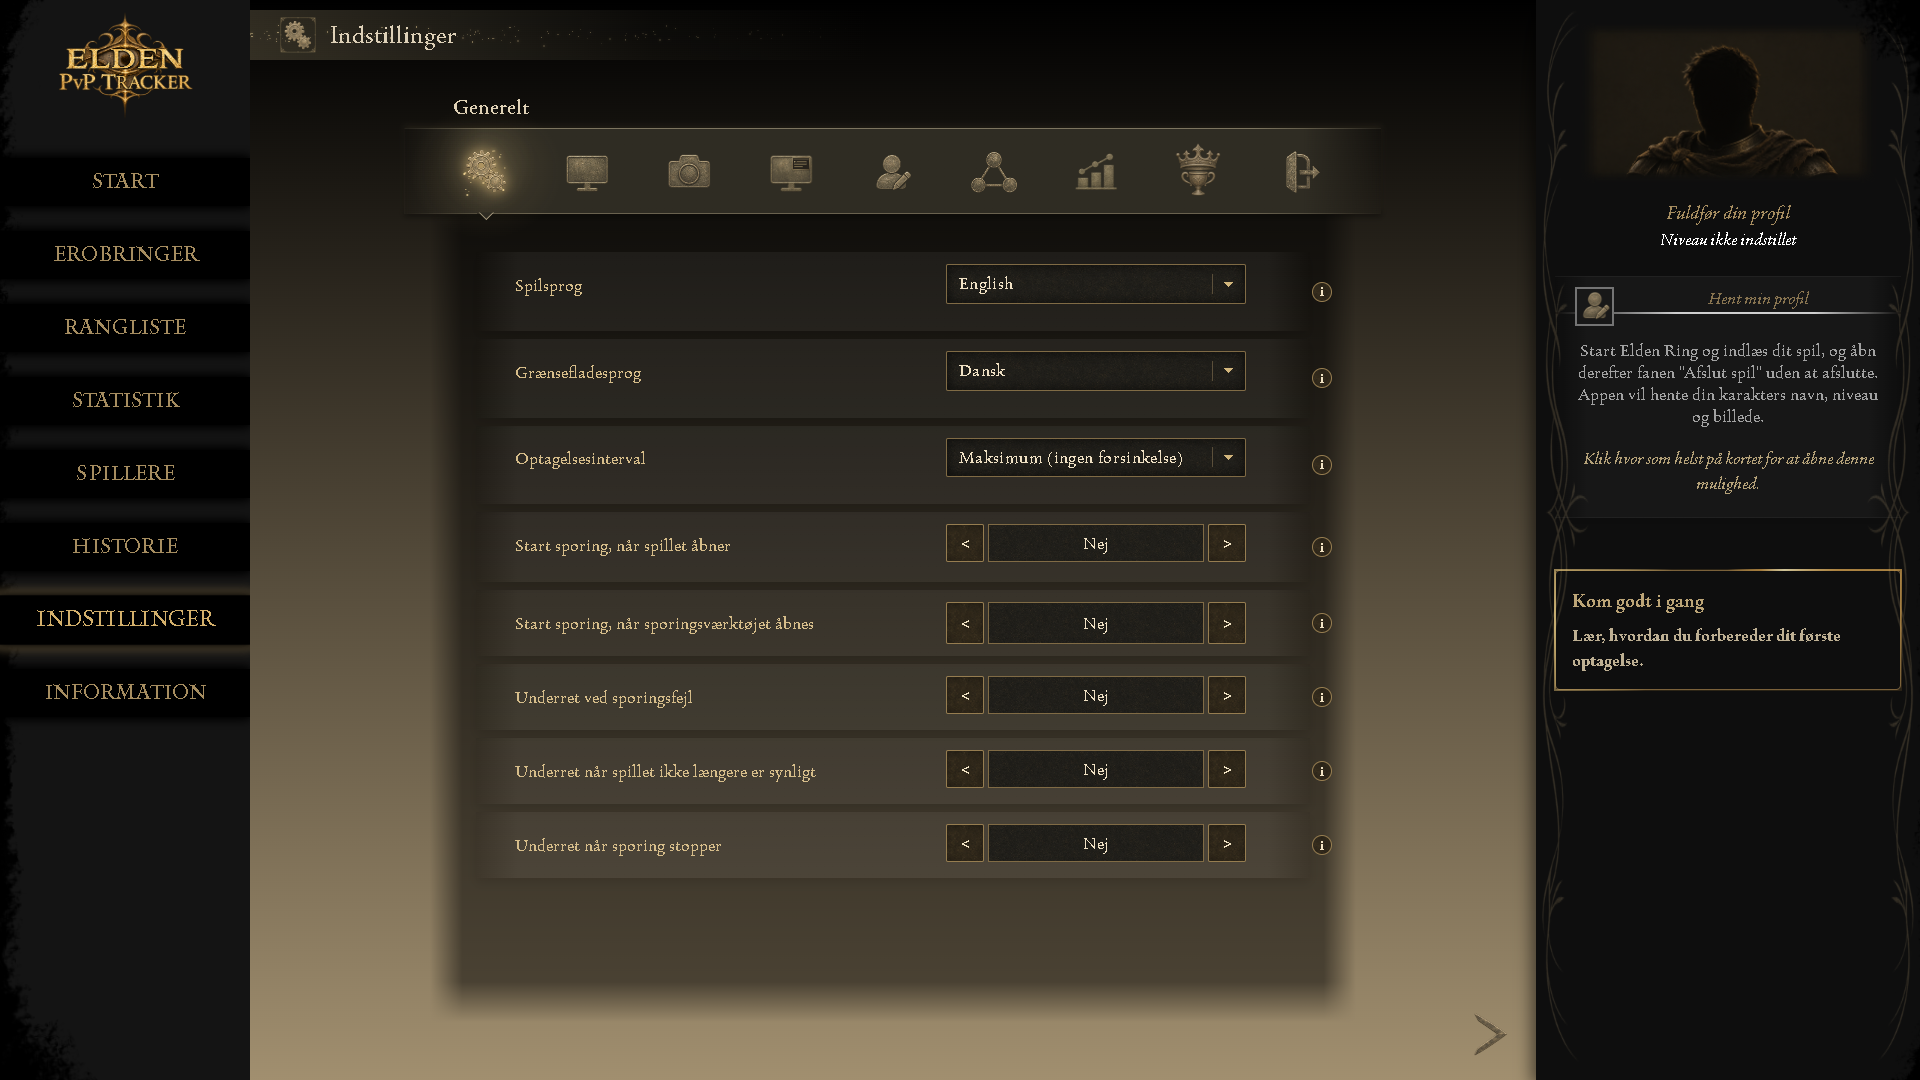 ELDEN
PVP TRACKER
START
EROBRINGER
RANGLISTE
STATISTIK
SPILLERE
HISTORIE
INDSTILLINGER
INFORMATION
Indstillinger
Generelt
Spilsprog
English
Grænsefladesprog
Dansk
Optagelsesinterval
Maksimum (ingen forsinkelse)
Start sporing, når spillet åbner
< Nej >
Start sporing, når sporingsværktøjet åbnes
< Nej >
Underret ved sporingsfejl
< Nej >
Underret når spillet ikke længere er synligt
< Nej >
Underret når sporing stopper
< Nej >
Fuldfør din profil
Niveau ikke indstillet
Hent min profil
Start Elden Ring og indlæs dit spil, og åbn
derefter fanen "Afslut spil" uden at afslutte.
Appen vil hente din karakters navn, niveau
og billede.
Klik hvor som helst på kortet for at åbne denne
mulighed.
Kom godt i gang
Lær, hvordan du forbereder dit første
optagelse.